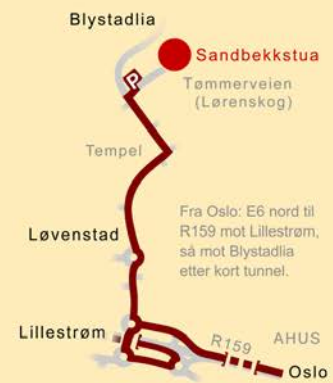 Blystadlia
Sandbekkstua
P
Tømmerveien
(Lørenskog)
Tempel
Fra Oslo: E6 nord til
R159 mot Lillestrøm,
så mot Blystadlia
etter kort tunnel.
Løvenstad
Lillestrøm
R159
AHUS
Oslo